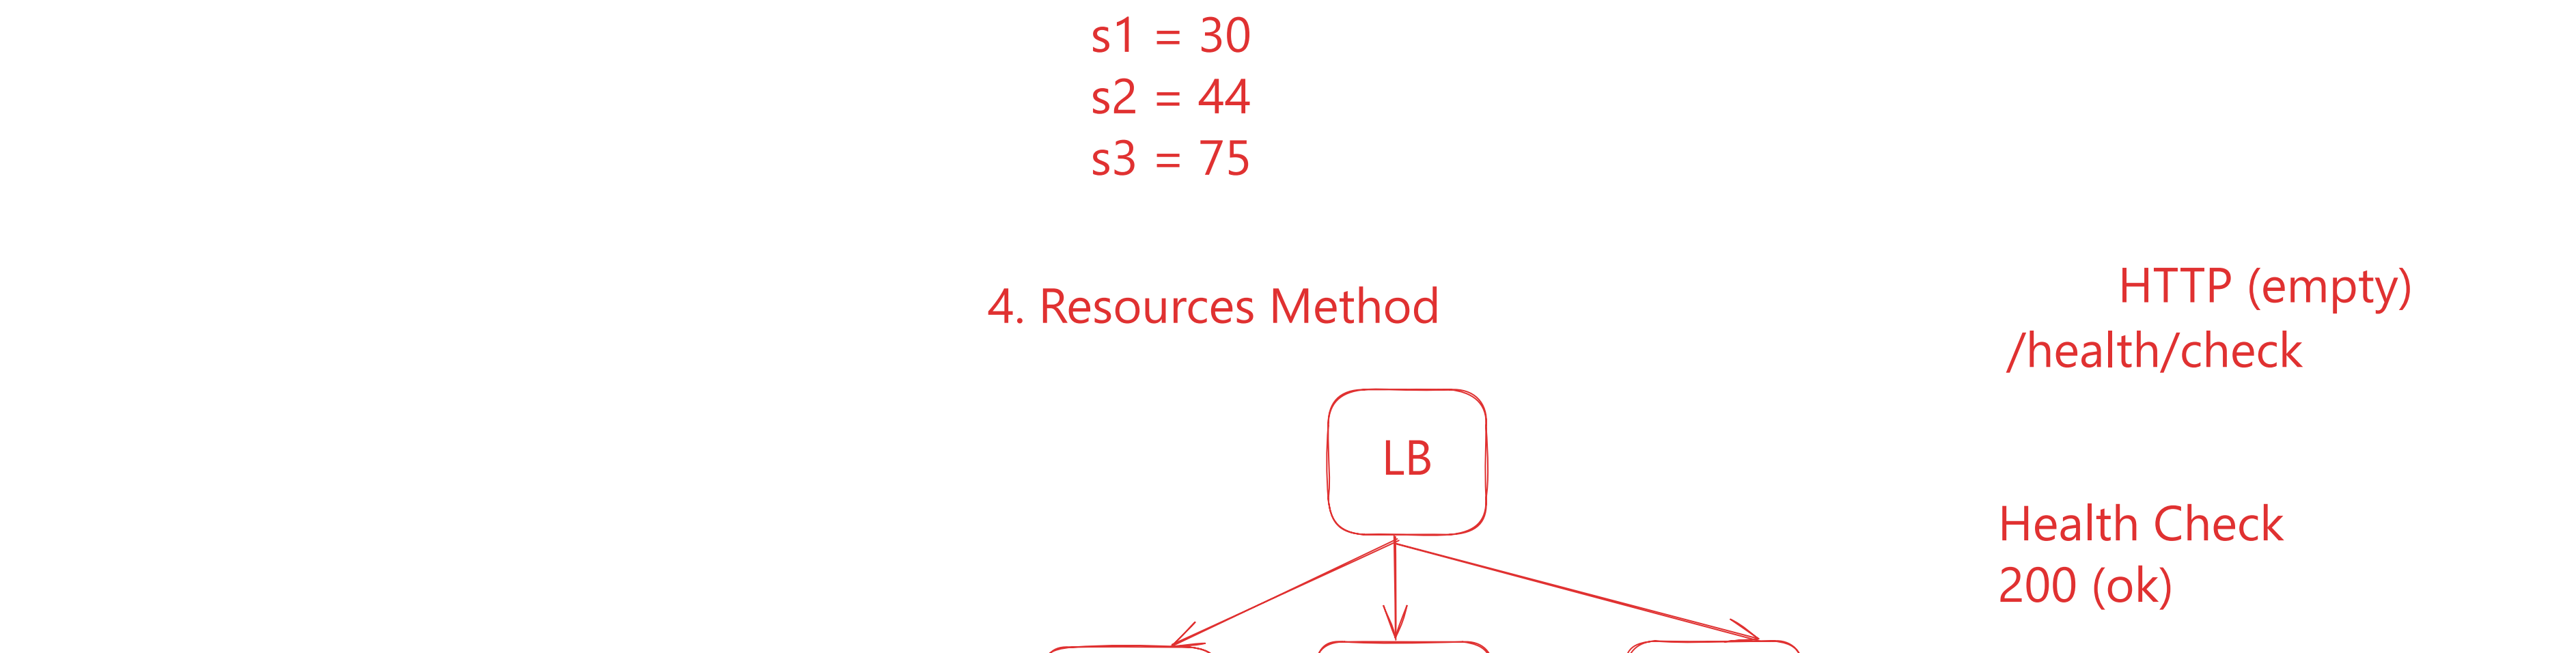 s1 = 30
s2 = 44
s3 = 75
4. Resources Method
HTTP (empty)
/health/check
LB
Health Check
200 (ok)